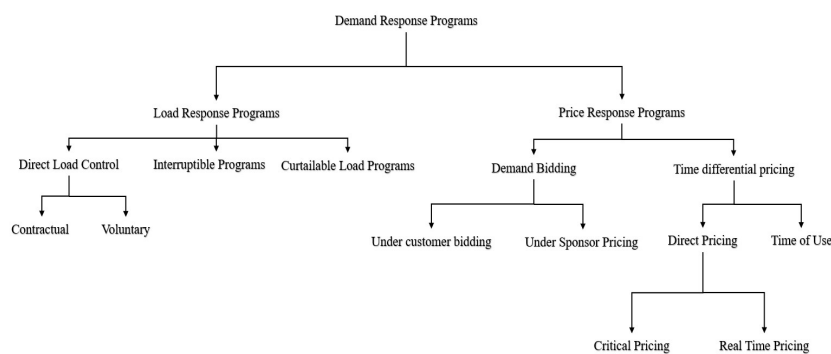 Demand Response Programs
Load Response Programs
Price Response Programs
Direct Load Control
Interruptible Programs
Curtailable Load Programs
Demand Bidding
Time differential pricing
Contractual
Voluntary
Under customer bidding
Under Sponsor Pricing
Direct Pricing
Time of Use
Critical Pricing
Real Time Pricing